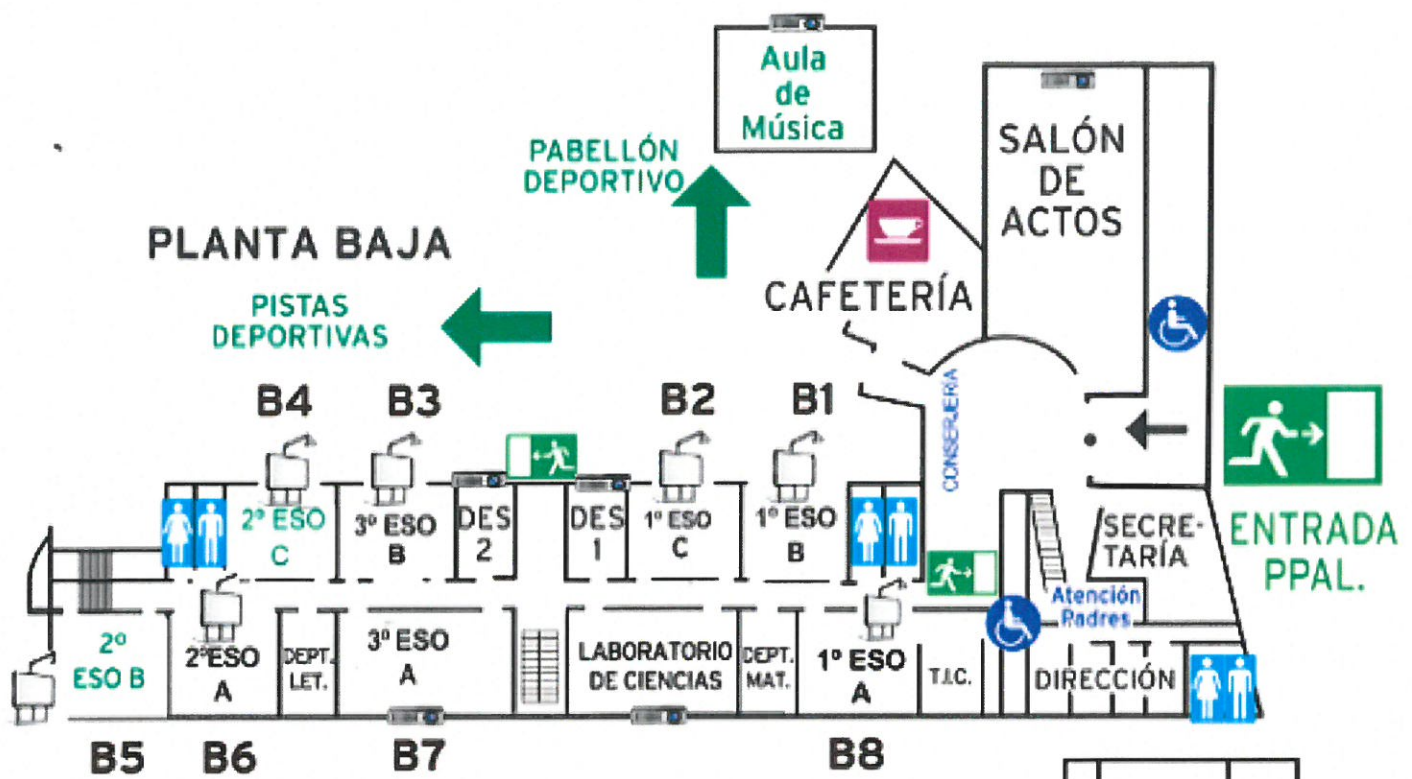 Aula
de
Música
SALÓN
DE
ACTOS
PABELLÓN
DEPORTIVO
PLANTA BAJA
CAFETERÍA
PISTAS
DEPORTIVAS
B4
B3
B2
B1
CONSERJERÍA
2º ESO
C
3º ESO
B
DES
2
DES
1
1º ESO
C
1º ESO
B
SECRE-
TARÍA
ENTRADA
PPAL.
Atención
Padres
2º
ESO B
2ºESO
A
DEPT.
LET.
3º ESO
A
LABORATORIO
DE CIENCIAS
DEPT.
MAT.
1º ESO
A
T.I.C.
DIRECCIÓN
B5
B6
B7
B8